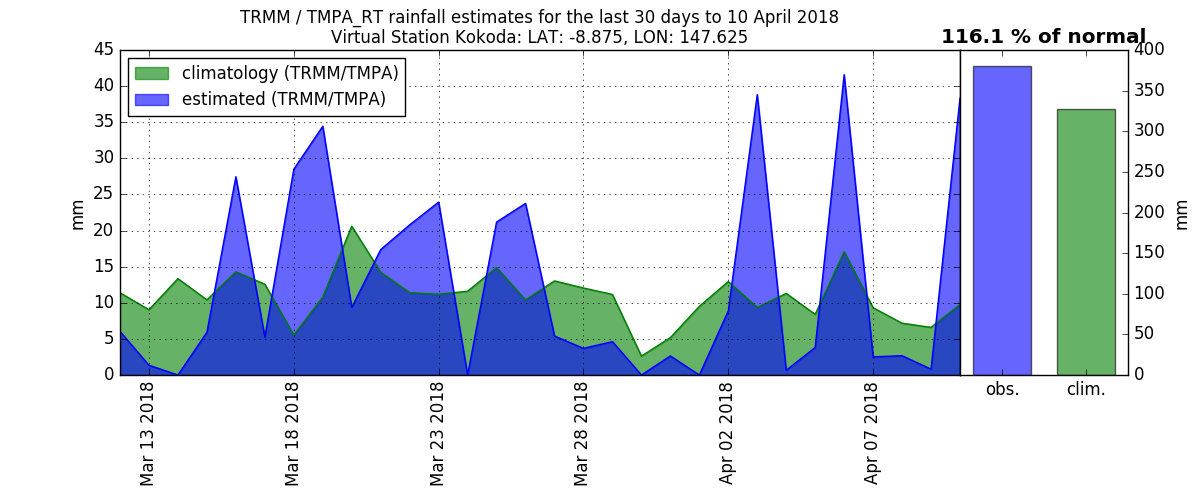 TRMM / TMPA_RT rainfall estimates for the last 30 days to 10 April 2018
Virtual Station Kokoda: LAT: -8.875, LON: 147.625
116.1 % of normal
climatology (TRMM/TMPA)
estimated (TRMM/TMPA)
45
40
35
30
25
20
15
10
5
0
mm
Mar 13 2018
Mar 18 2018
Mar 23 2018
Mar 28 2018
Apr 02 2018
Apr 07 2018
400
350
300
250
200
150
100
50
0
mm
obs.
clim.